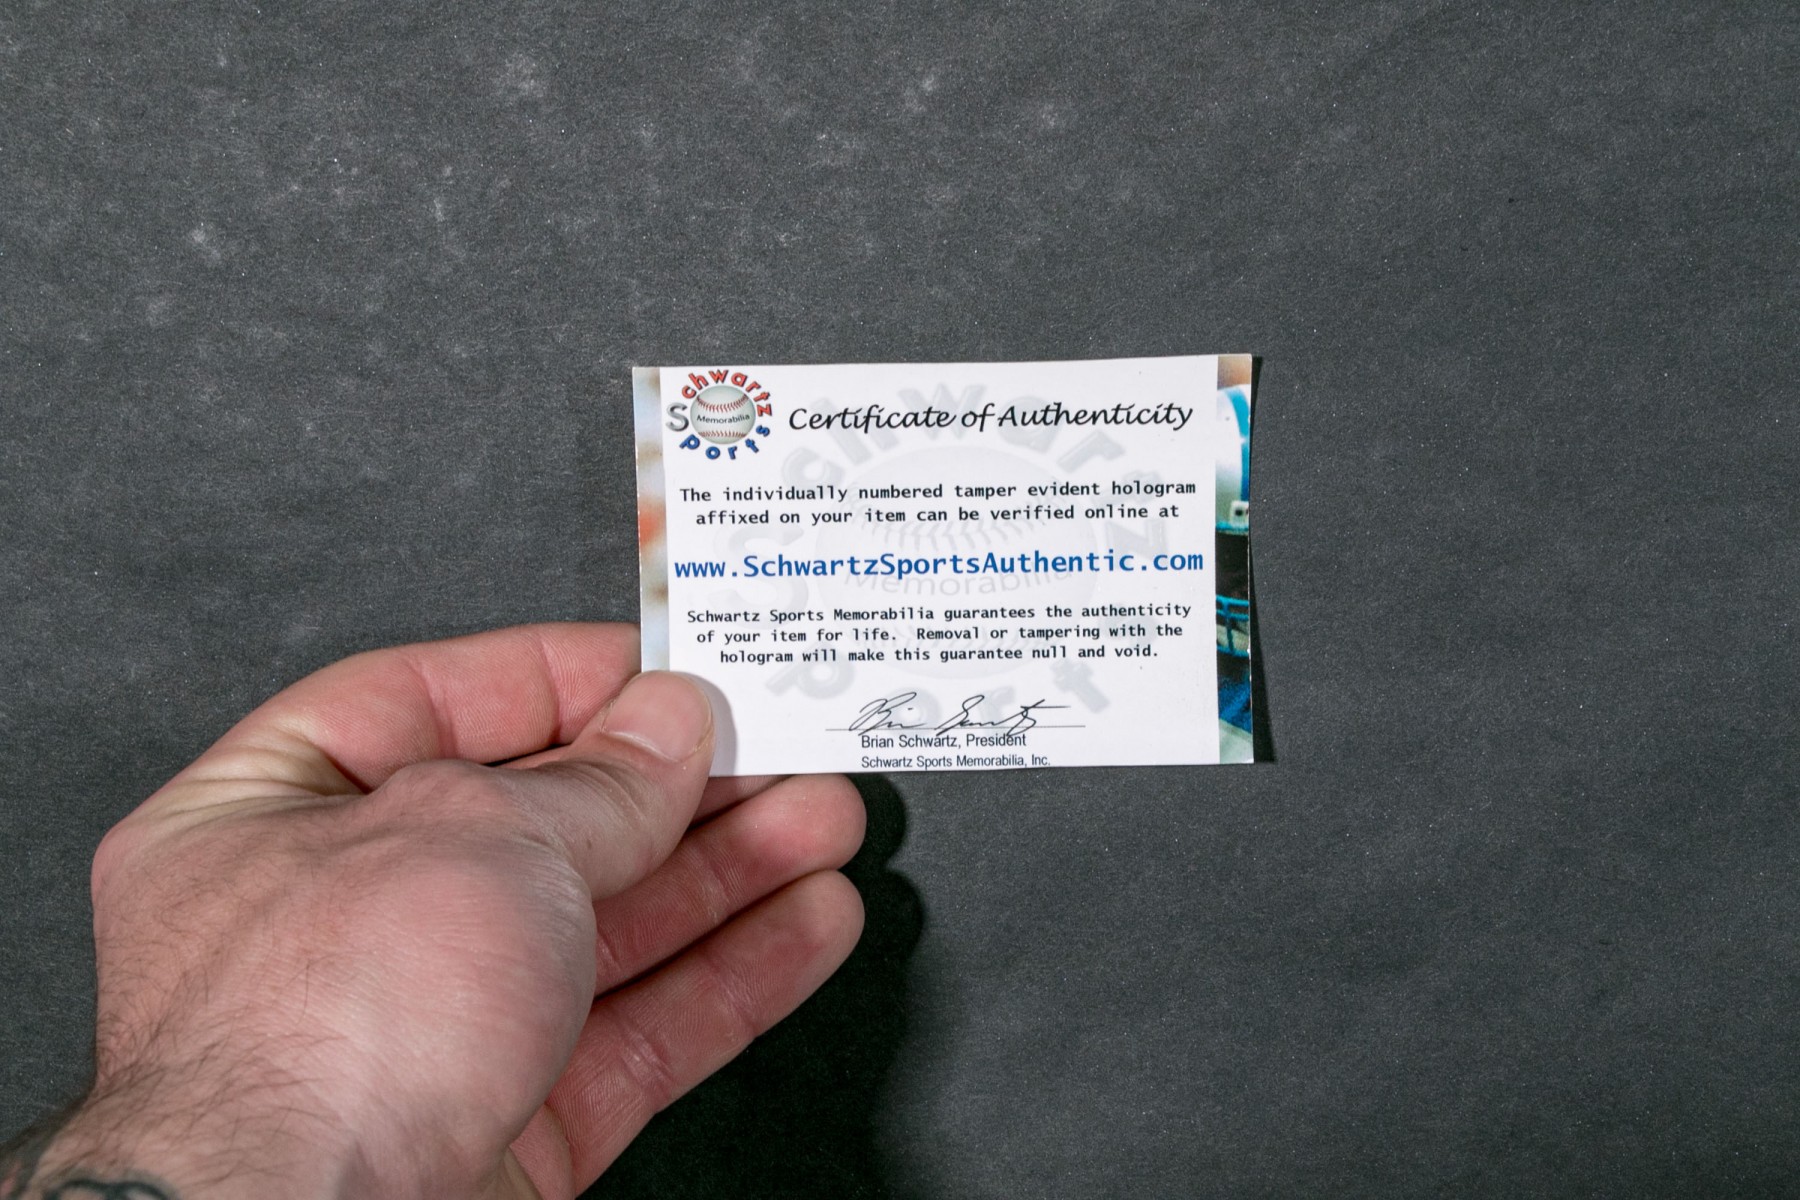 Schwartz
Sports
Memorabilia
Certificate of Authenticity
The individually numbered tamper evident hologram
affixed on your item can be verified online at
www.SchwartzSportsAuthentic.com
Schwartz Sports Memorabilia guarantees the authenticity
of your item for life. Removal or tampering with the
hologram will make this guarantee null and void.
Brian Schwartz
Brian Schwartz, President
Schwartz Sports Memorabilia, Inc.